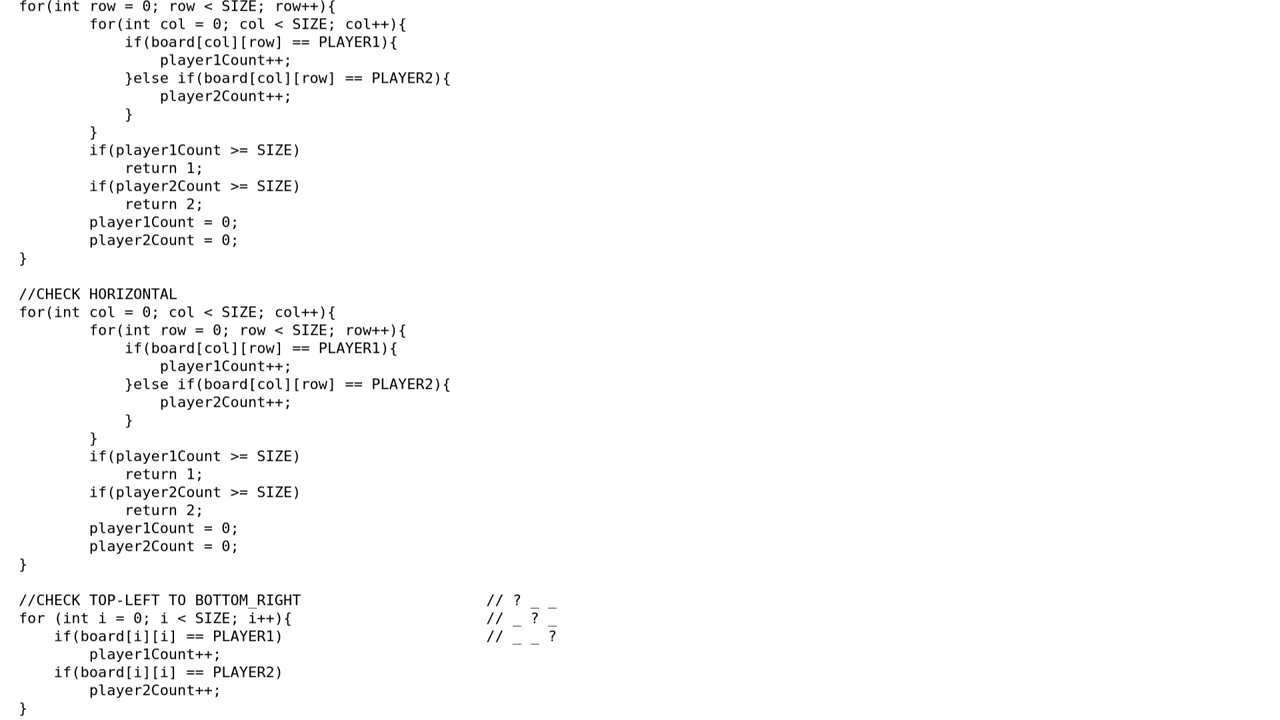 for(int row = 0; row < SIZE; row++){
        for(int col = 0; col < SIZE; col++){
            if(board[col][row] == PLAYER1){
                player1Count++;
            }else if(board[col][row] == PLAYER2){
                player2Count++;
            }
        }
        if(player1Count >= SIZE)
            return 1;
        if(player2Count >= SIZE)
            return 2;
        player1Count = 0;
        player2Count = 0;
}

//CHECK HORIZONTAL
for(int col = 0; col < SIZE; col++){
        for(int row = 0; row < SIZE; row++){
            if(board[col][row] == PLAYER1){
                player1Count++;
            }else if(board[col][row] == PLAYER2){
                player2Count++;
            }
        }
        if(player1Count >= SIZE)
            return 1;
        if(player2Count >= SIZE)
            return 2;
        player1Count = 0;
        player2Count = 0;
}

//CHECK TOP-LEFT TO BOTTOM_RIGHT                     // ? _ _
for (int i = 0; i < SIZE; i++){                      // _ ? _
    if(board[i][i] == PLAYER1)                       // _ _ ?
        player1Count++;
    if(board[i][i] == PLAYER2)
        player2Count++;
}